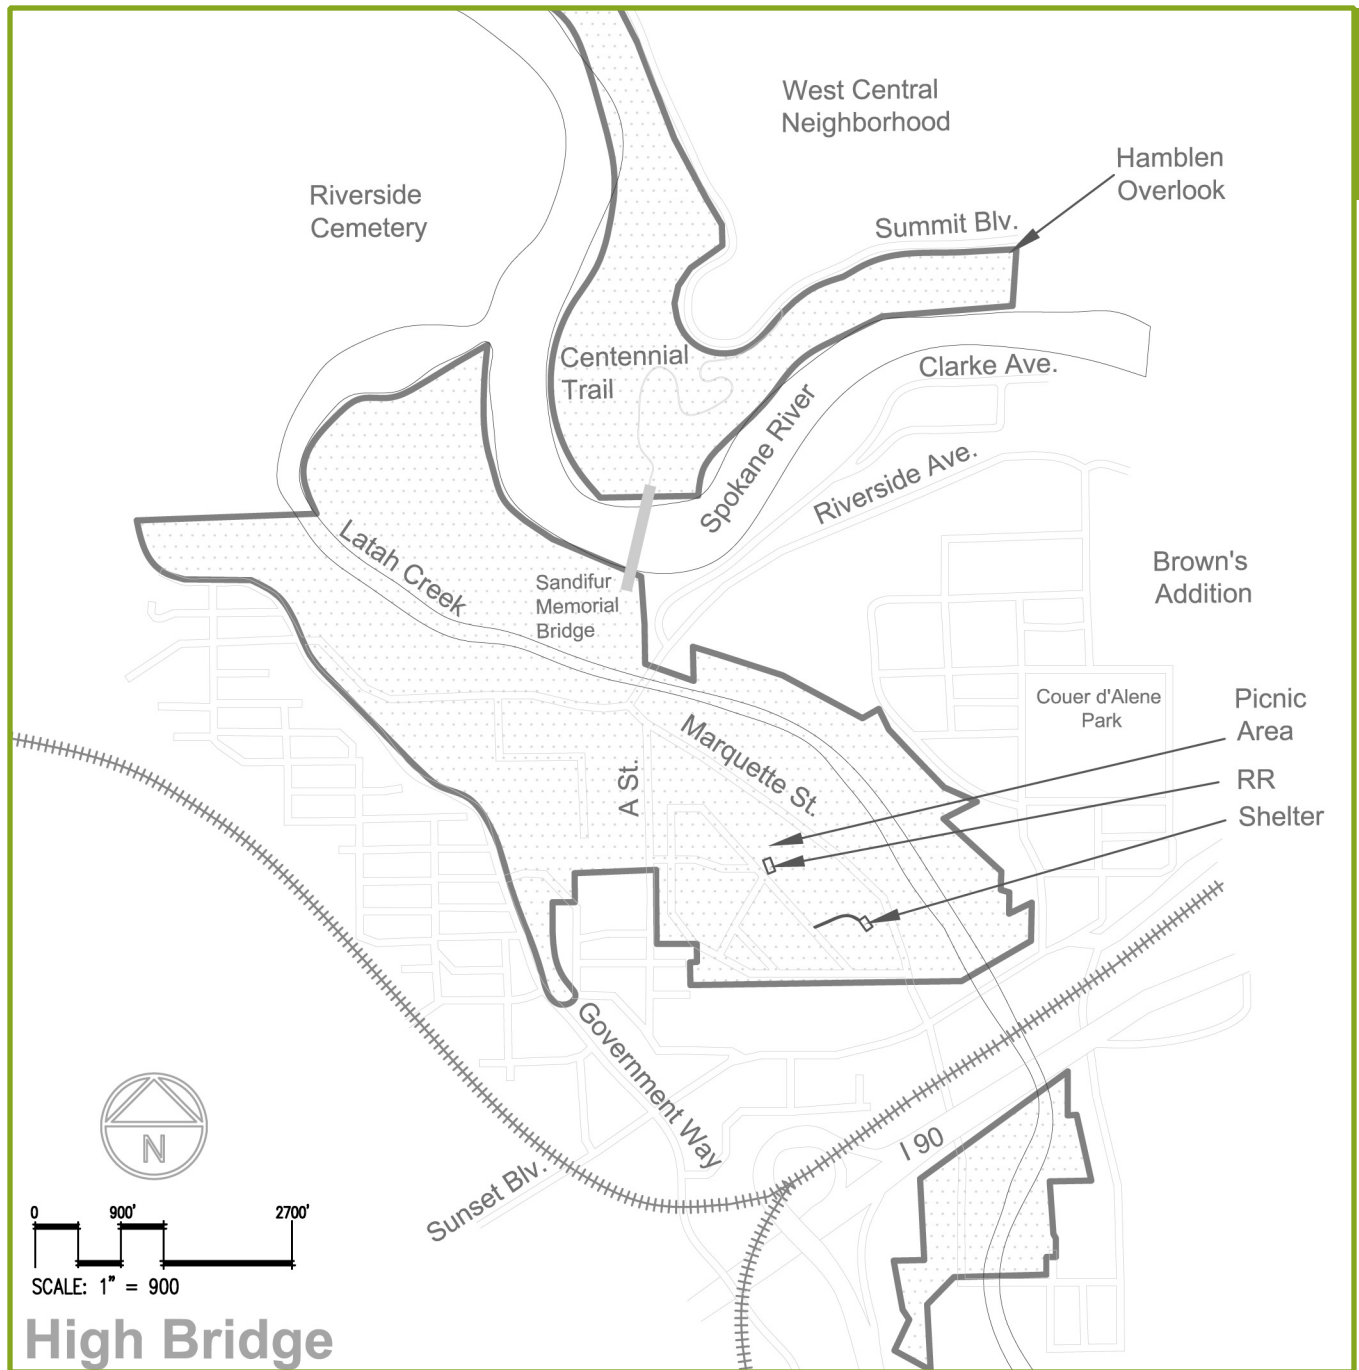 West Central
Neighborhood
Hamblen
Overlook
Riverside
Cemetery
Summit Blv.
Centennial
Trail
Clarke Ave.
Spokane River
Riverside Ave.
Latah Creek
Sandifur
Memorial
Bridge
Brown's
Addition
Couer d'Alene
Park
Picnic
Area
Marquette St.
A St.
RR
Shelter
Government Way
I 90
Sunset Blv.
N
0 900' 2700'
SCALE: 1" = 900
High Bridge